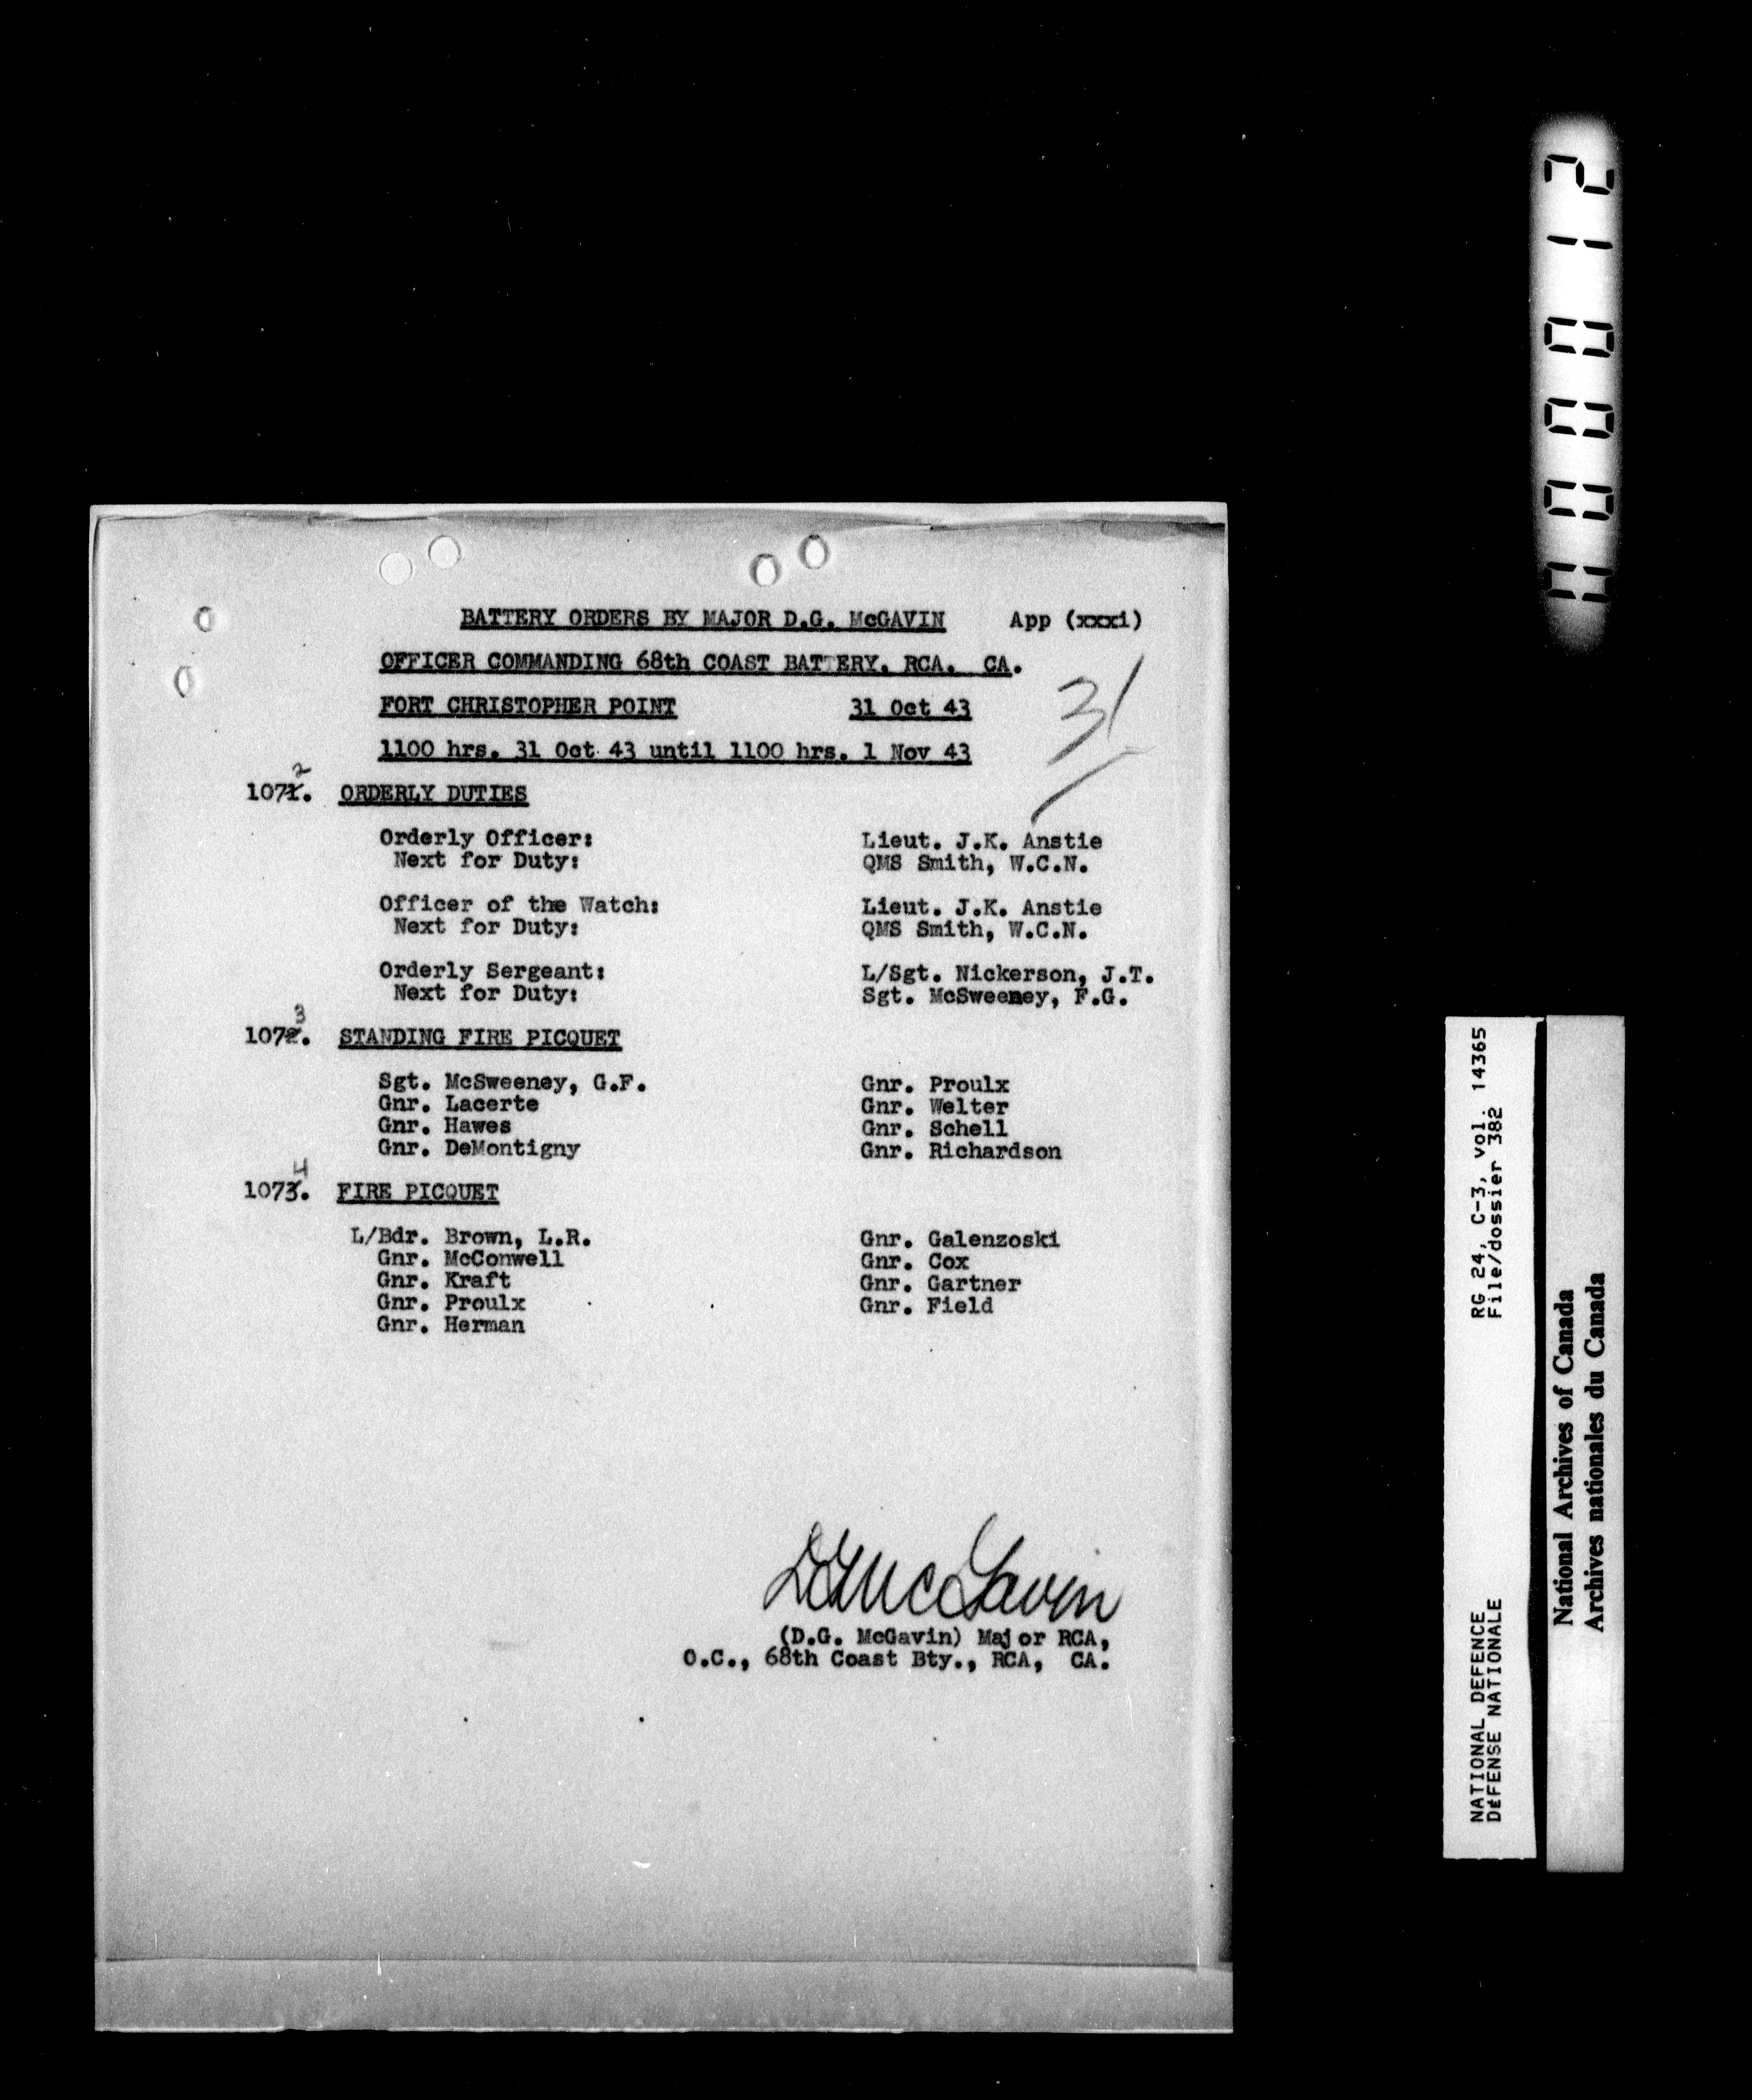 BATTERY ORDERS BY MAJOR D.G. McGAVIN App (xxxi)
OFFICER COMMANDING 68th COAST BATTERY. RCA. CA.
FORT CHRISTOPHER POINT 31 Oct 43
31
1100 hrs. 31 Oct 43 until 1100 hrs. 1 Nov 43
2
1071. ORDERLY DUTIES
Orderly Officer: Lieut. J.K. Anstie
Next for Duty: QMS Smith, W.C.N.
Officer of the Watch: Lieut. J.K. Anstie
Next for Duty: QMS Smith, W.C.N.
Orderly Sergeant: L/Sgt. Nickerson, J.T.
Next for Duty: Sgt. McSweeney, F.G.
3
1072. STANDING FIRE PICQUET
Sgt. McSweeney, G.F. Gnr. Proulx
Gnr. Lacerte Gnr. Welter
Gnr. Hawes Gnr. Schell
Gnr. DeMontigny Gnr. Richardson
4
1073. FIRE PICQUET
L/Bdr. Brown, L.R. Gnr. Galenzoski
Gnr. McConwell Gnr. Cox
Gnr. Kraft Gnr. Gartner
Gnr. Proulx Gnr. Field
Gnr. Herman
DGMcGavin
(D.G. McGavin) Major RCA,
O.C., 68th Coast Bty., RCA, CA.
NATIONAL DEFENCE RG 24, C-3, vol. 14365
DÉFENSE NATIONALE File/dossier 382
National Archives of Canada
Archives nationales du Canada
000012